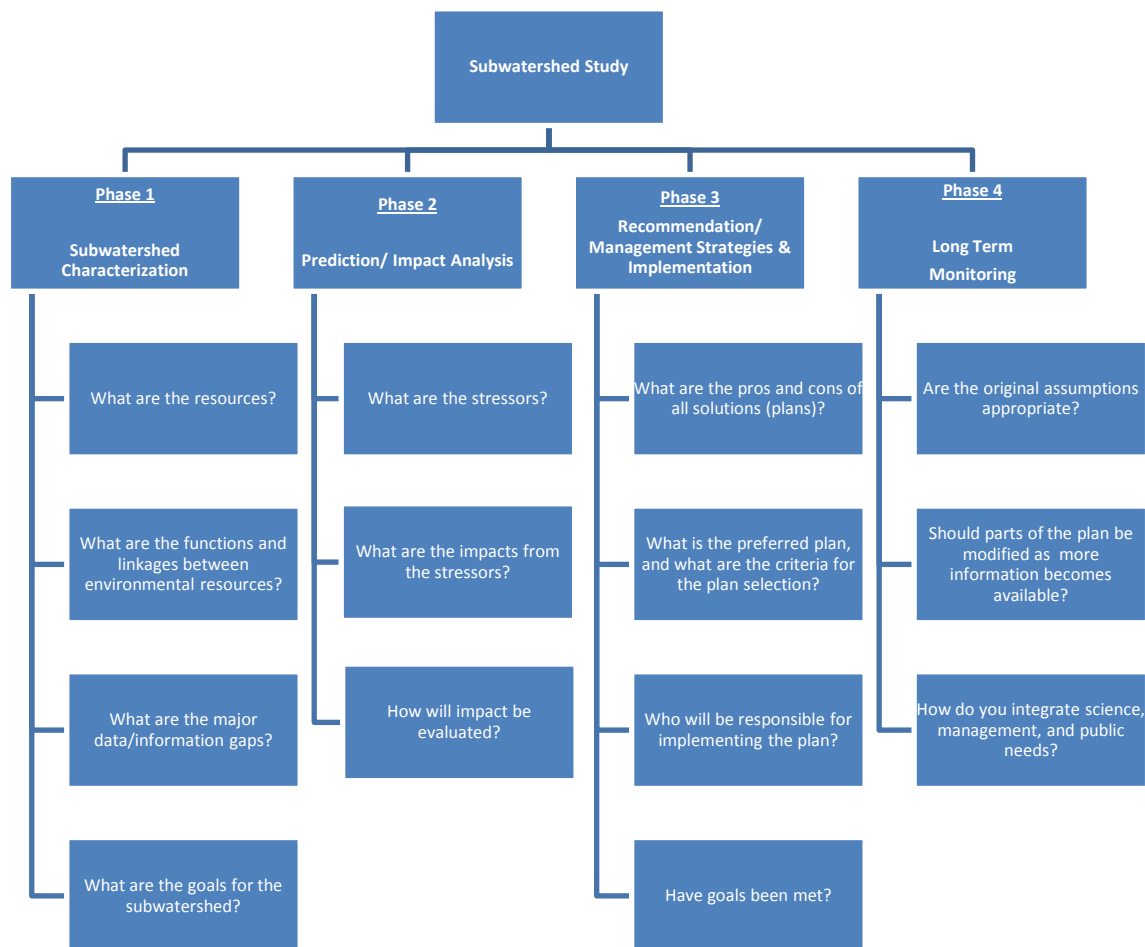 Subwatershed Study
Phase 1
Subwatershed
Characterization
What are the resources?
What are the functions and
linkages between
environmental resources?
What are the major
data/information gaps?
What are the goals for the
subwatershed?
Phase 2
Prediction/ Impact Analysis
What are the stressors?
What are the impacts from
the stressors?
How will impact be
evaluated?
Phase 3
Recommendation/
Management Strategies &
Implementation
What are the pros and cons of
all solutions (plans)?
What is the preferred plan,
and what are the criteria for
the plan selection?
Who will be responsible for
implementing the plan?
Have goals been met?
Phase 4
Long Term
Monitoring
Are the original assumptions
appropriate?
Should parts of the plan be
modified as  more
information becomes
available?
How do you integrate science,
management, and public
needs?